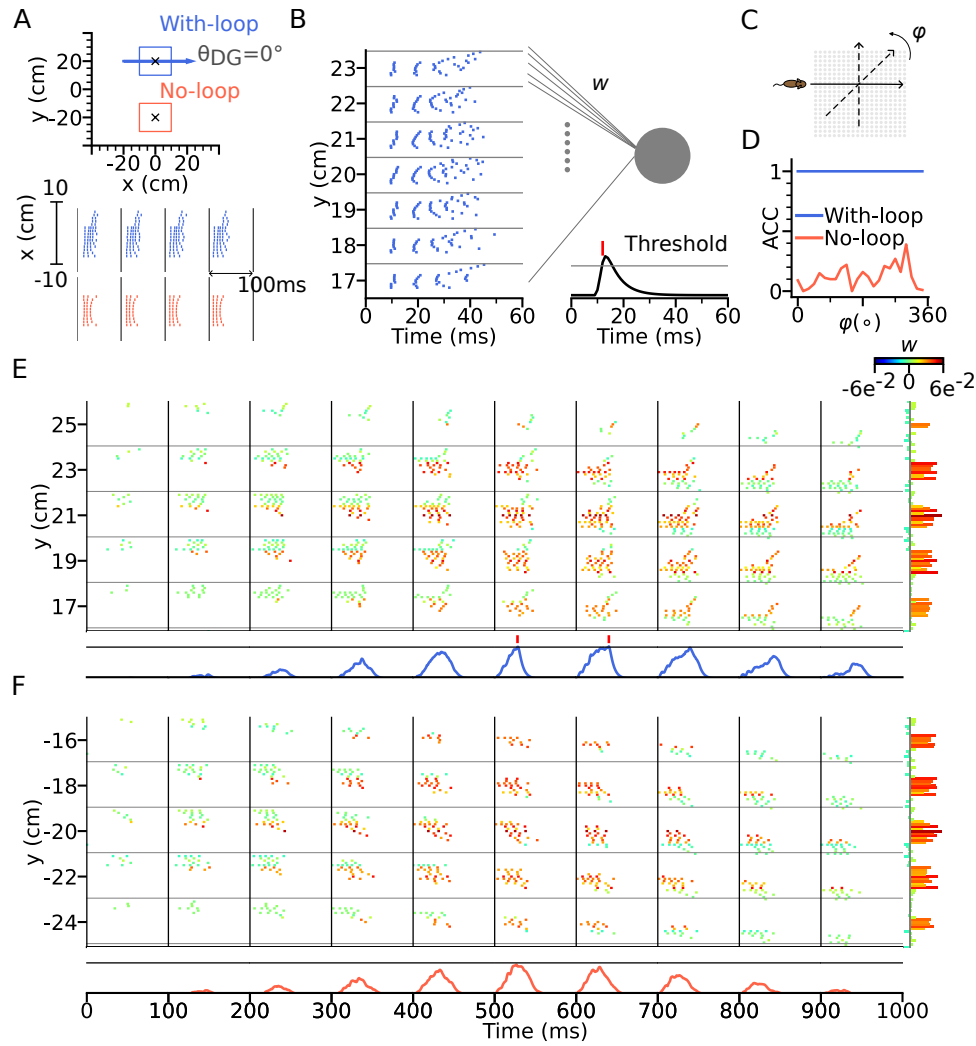 A
With-loop
θDG=0°
No-loop
y (cm)
20
0
-20
-20
0
20
x (cm)
10
x (cm)
-10
100ms
B
y (cm)
23
22
21
20
19
18
17
0
20
40
60
Time (ms)
w
Threshold
0
20
40
60
Time (ms)
C
φ
D
1
ACC
0
With-loop
No-loop
0
360
φ(°)
w
-6e-2
0
6e-2
E
y (cm)
25
23
21
19
17
F
y (cm)
-16
-18
-20
-22
-24
0
100
200
300
400
500
600
700
800
900
1000
Time (ms)